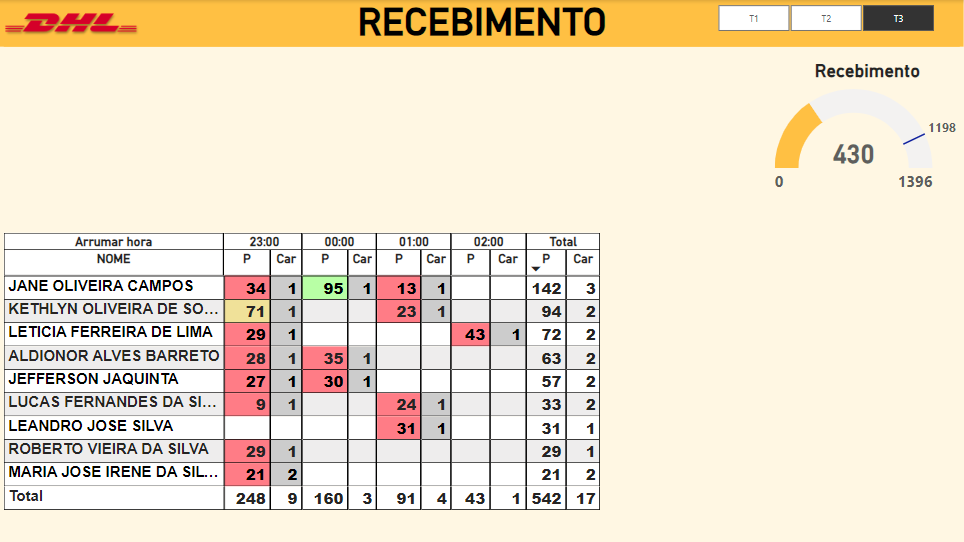 DHL
RECEBIMENTO
T1 T2 T3
Recebimento
1198
430
0 1396
Arrumar hora 23:00 00:00 01:00 02:00 Total
NOME P Car P Car P Car P Car P Car
JANE OLIVEIRA CAMPOS 34 1 95 1 13 1 142 3
KETHLYN OLIVEIRA DE SO... 71 1 23 1 94 2
LETICIA FERREIRA DE LIMA 29 1 43 1 72 2
ALDIONOR ALVES BARRETO 28 1 35 1 63 2
JEFFERSON JAQUINTA 27 1 30 1 57 2
LUCAS FERNANDES DA SI... 9 1 24 1 33 2
LEANDRO JOSE SILVA 31 1 31 1
ROBERTO VIEIRA DA SILVA 29 1 29 1
MARIA JOSE IRENE DA SIL... 21 2 21 2
Total 248 9 160 3 91 4 43 1 542 17